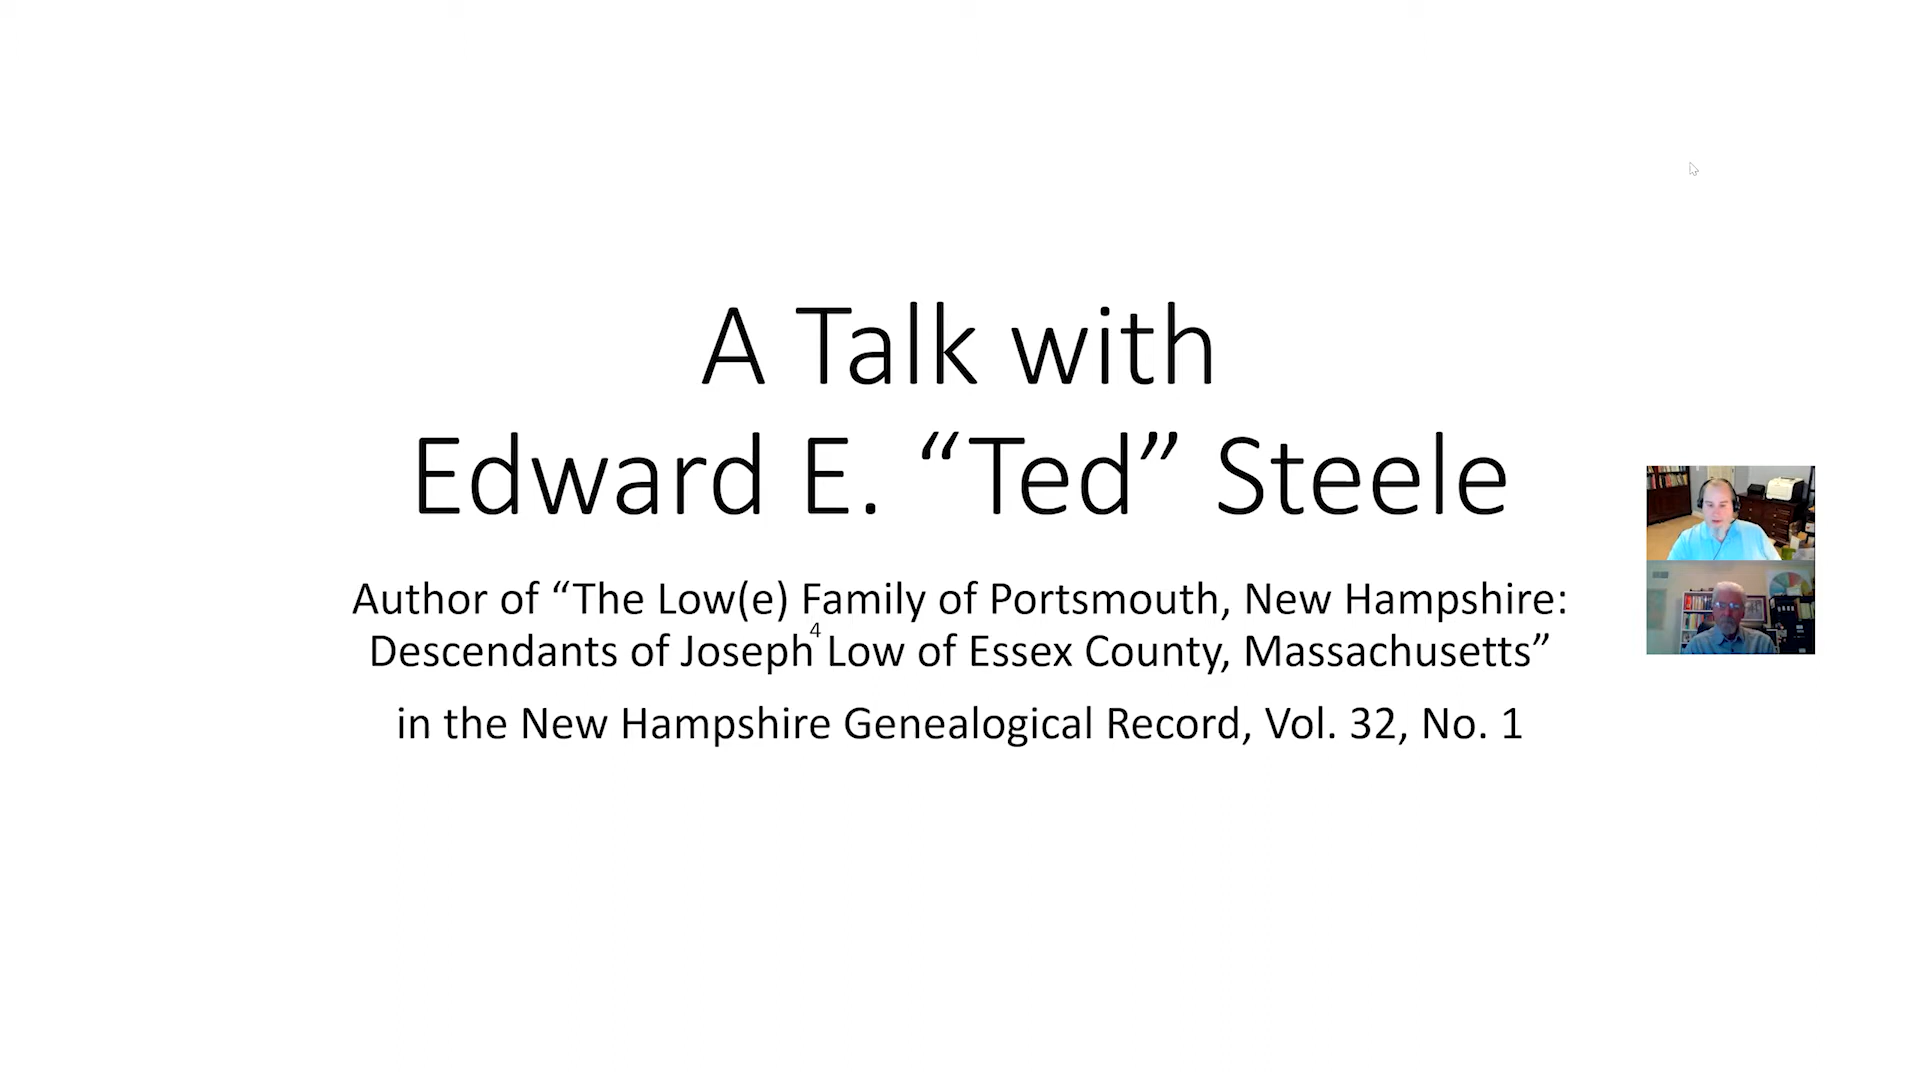 A Talk with
Edward E. “Ted” Steele
Author of “The Low(e) Family of Portsmouth, New Hampshire:
Descendants of Joseph⁴ Low of Essex County, Massachusetts”
in the New Hampshire Genealogical Record, Vol. 32, No. 1